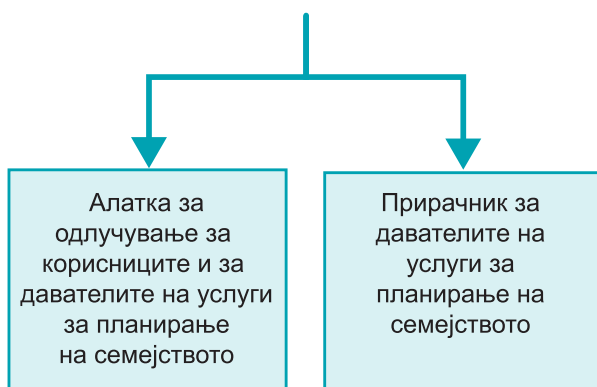 Алатка за
одлучување за
корисниците и за
давателите на услуги
за планирање
на семејството
Прирачник за
давателите на
услуги за
планирање на
семејството